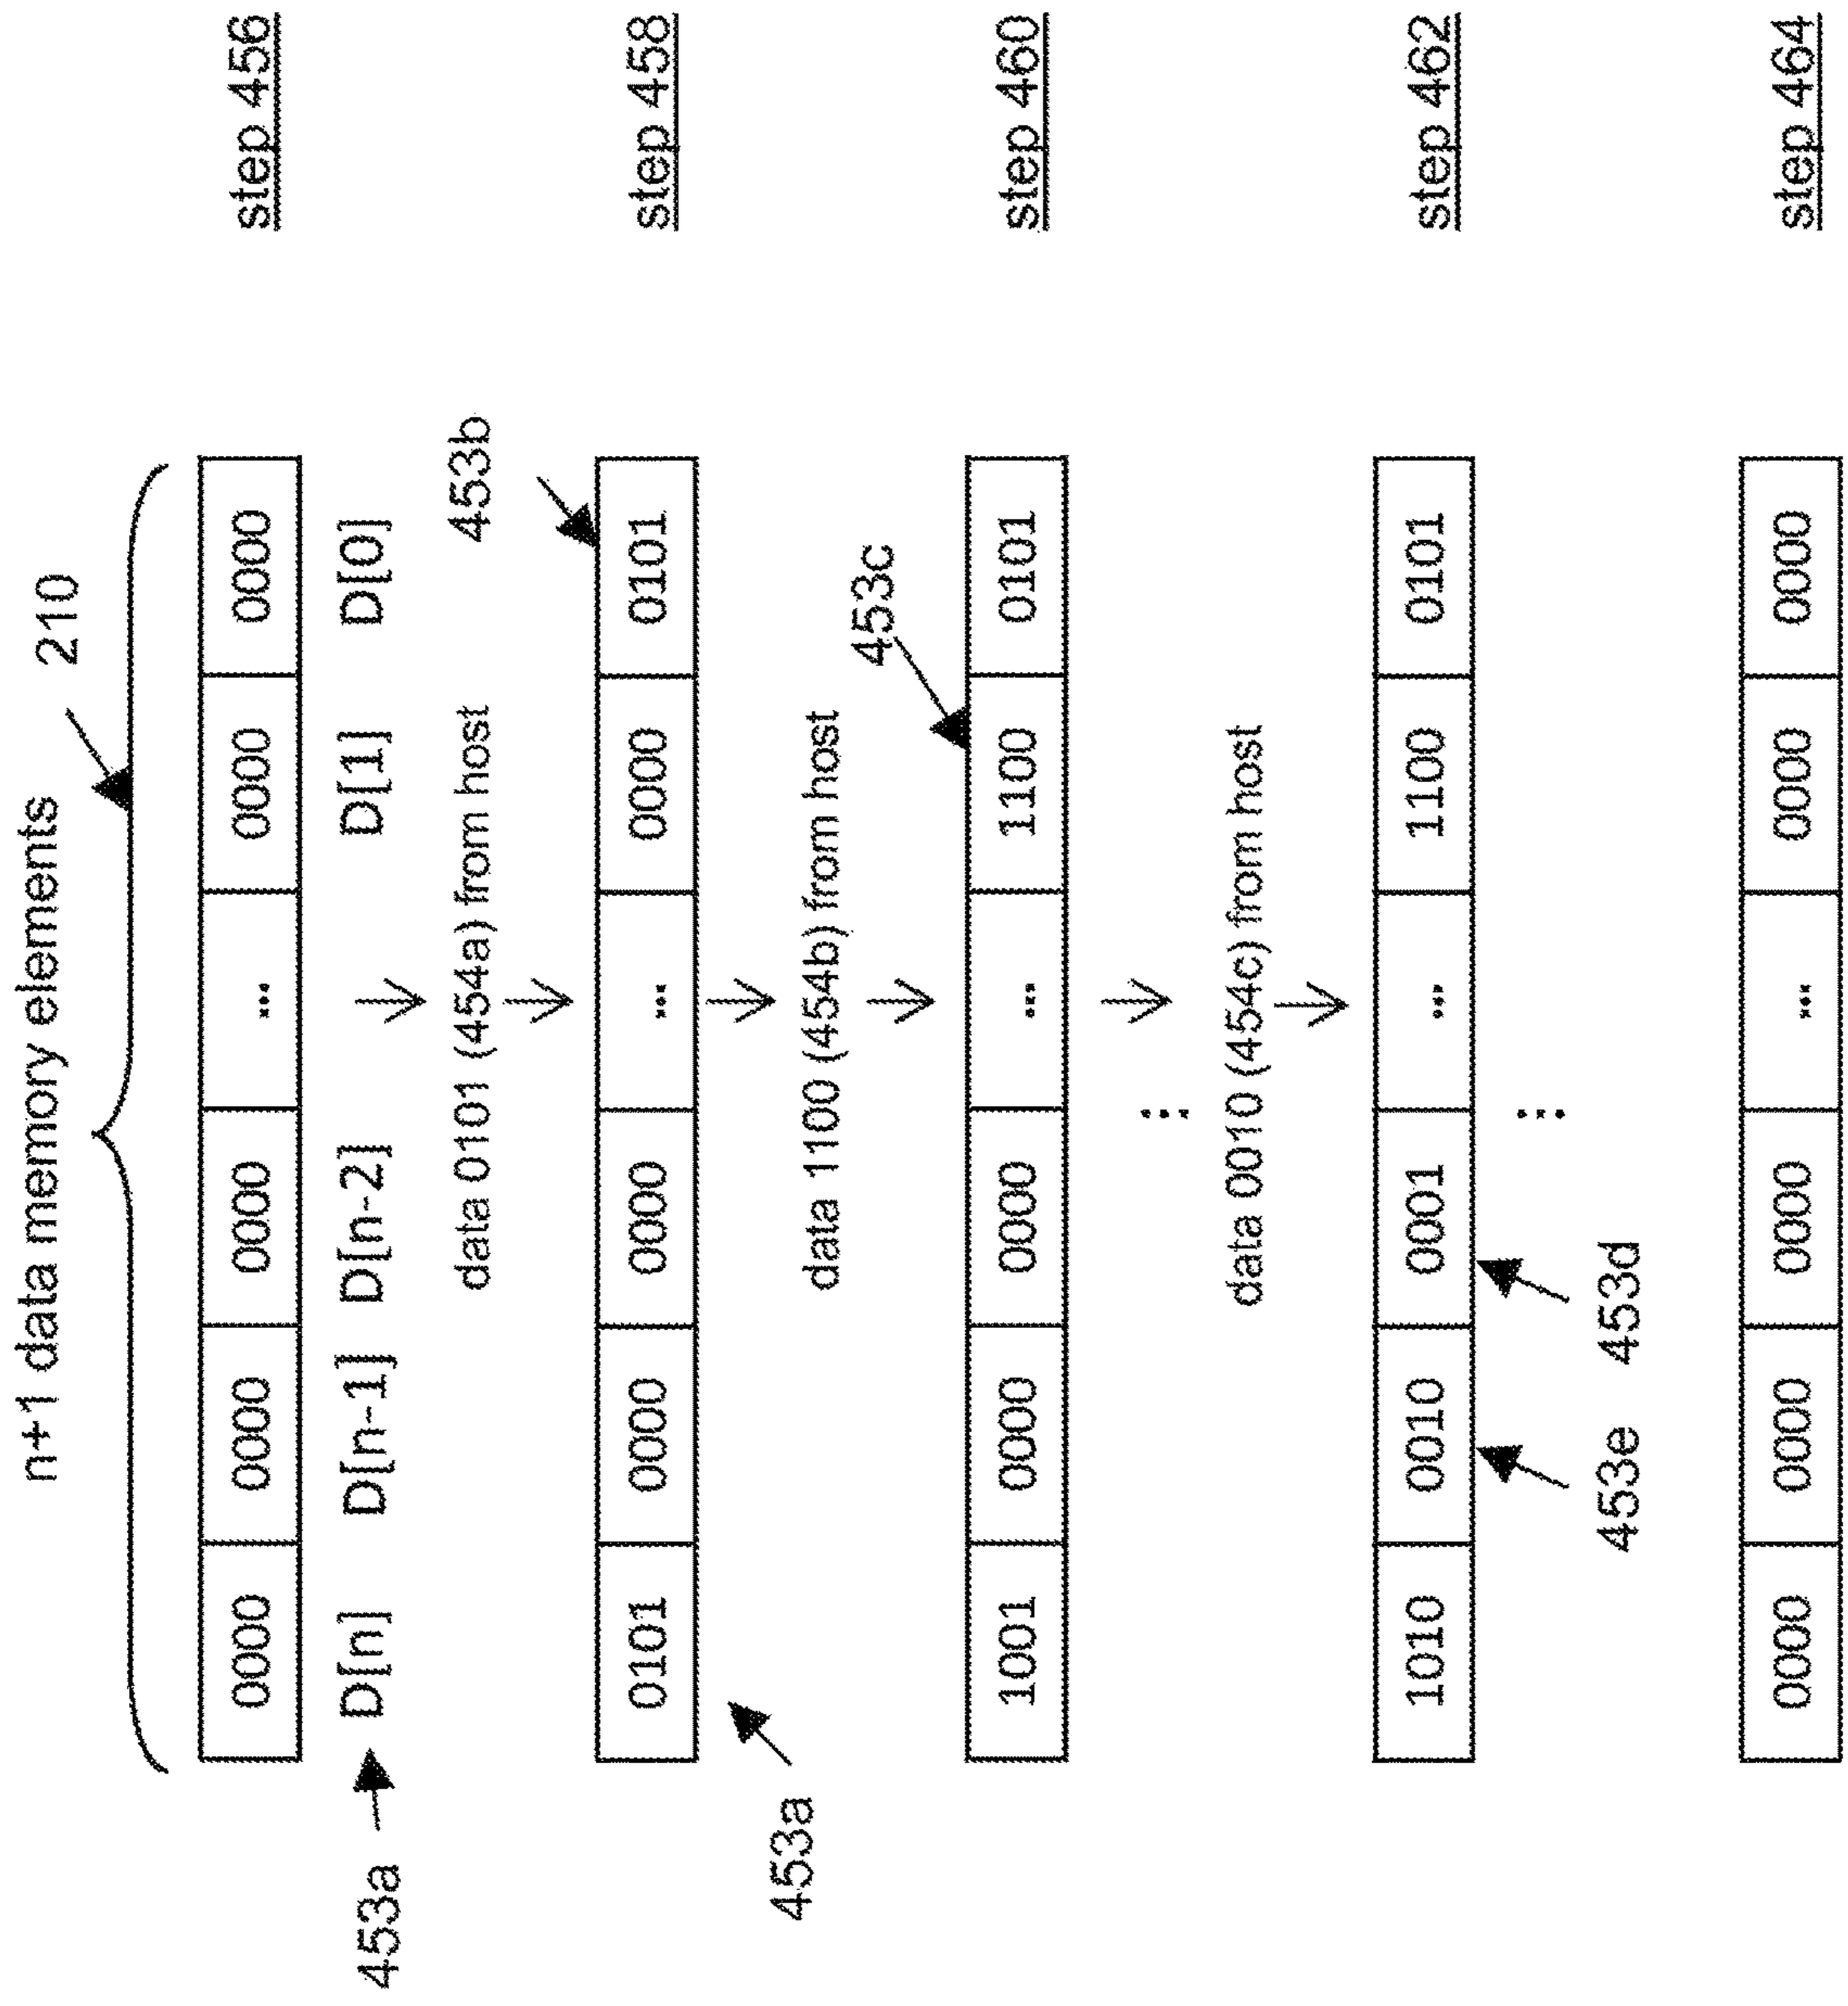 n+1 data memory elements
210
0000 0000 0000 ... 0000 0000 step 456
453a D[n] D[n-1] D[n-2] D[1] D[0]
data 0101 (454a) from host
453b
0101 0000 0000 ... 0000 0101 step 458
453a
data 1100 (454b) from host
453c
1001 0000 0000 ... 1100 0101 step 460
...
data 0010 (454c) from host
1010 0010 0001 ... 1100 0101 step 462
...
453e 453d
0000 0000 0000 ... 0000 0000 step 464